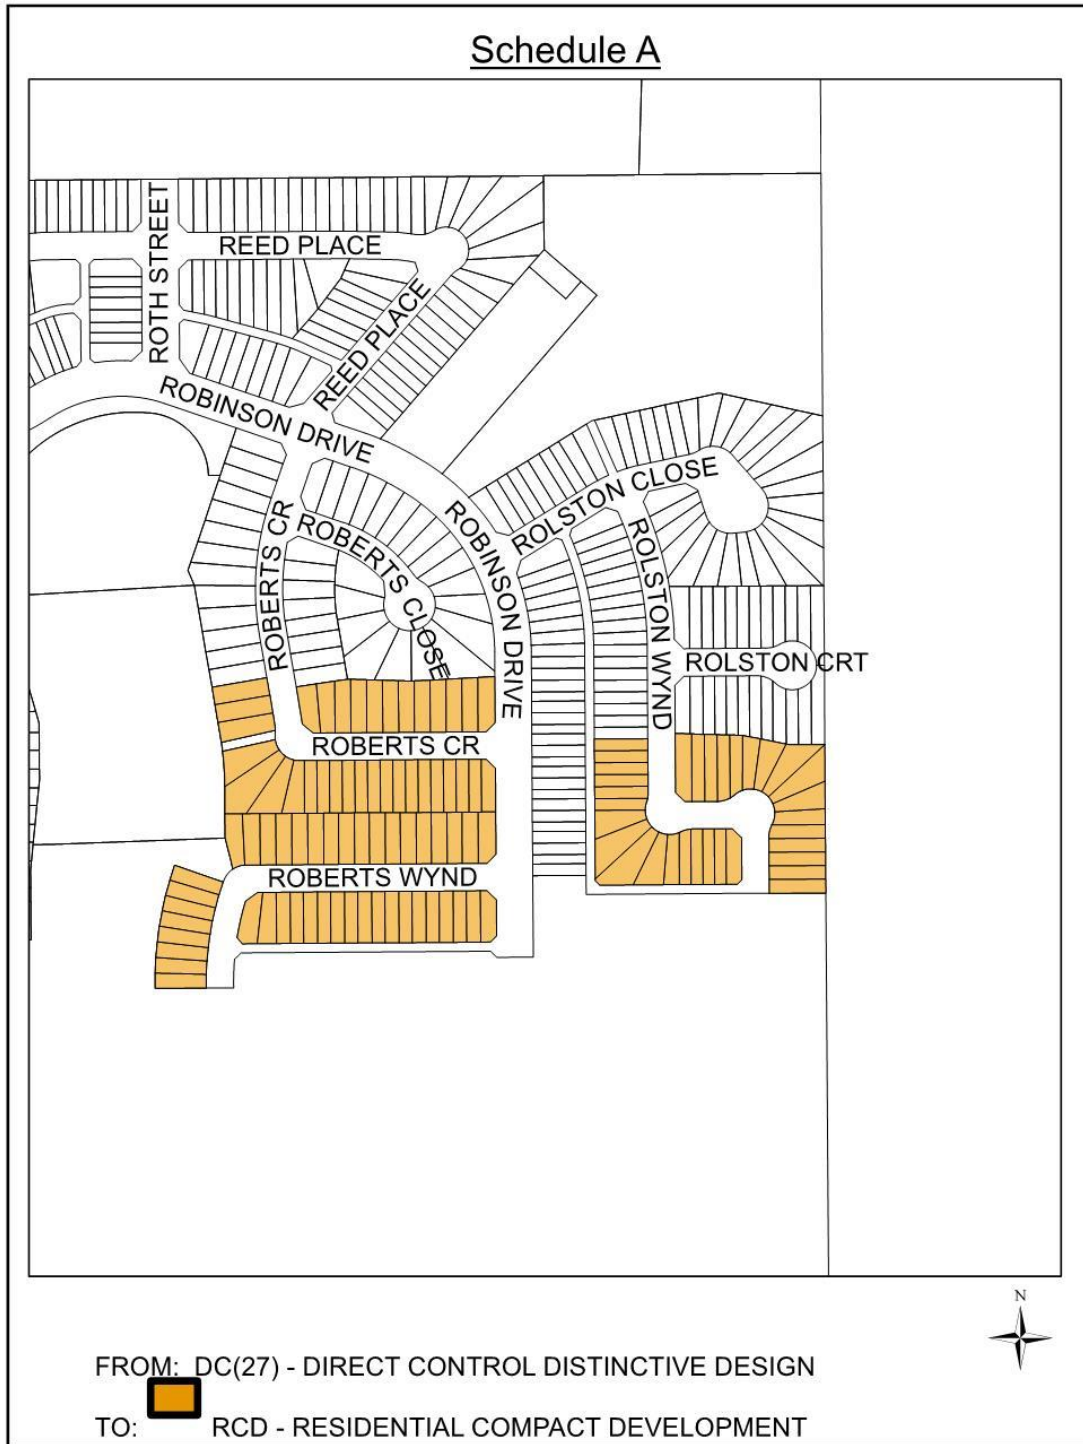 Schedule A
ROTH STREET
REED PLACE
REED PLACE
ROBINSON DRIVE
ROLSTON CLOSE
ROBERTS CR
ROBERTS CLOSE
ROBINSON DRIVE
ROLSTON WYND
ROLSTON CRT
ROBERTS CR
ROBERTS WYND
N
FROM: DC(27) - DIRECT CONTROL DISTINCTIVE DESIGN
TO: RCD - RESIDENTIAL COMPACT DEVELOPMENT